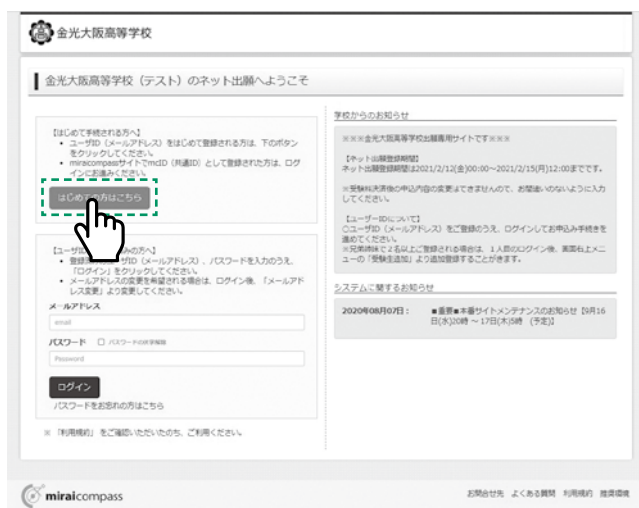 金光大阪高等学校
金光大阪高等学校（テスト）のネット出願へようこそ
【はじめて手続される方へ】
• ユーザID（メールアドレス）をはじめて登録される方は、下のボタン
をクリックしてください。
• miraicompassサイトでmcID（共通ID）として登録された方は、ログ
インにお進みください。
はじめての方はこちら
【ユーザID
みの方へ】
• 登録
ザID（メールアドレス）、パスワードを入力のうえ、
「ログイン」をクリックしてください。
• メールアドレスの変更を希望される場合は、ログイン後、「メールアド
レス変更」より変更してください。
メールアドレス
email
パスワード □ パスワードの伏字解除
Password
ログイン
パスワードをお忘れの方はこちら
※ 「利用規約」をご確認いただいたのち、ご利用ください。
学校からのお知らせ
※※※金光大阪高等学校出願専用サイトです※※※
【ネット出願登録期間】
ネット出願登録期間は2021/2/12(金)00:00～2021/2/15(月)12:00までです。
※受験料決済後の申込内容の変更はできませんので、お間違いのないように入力
してください。
【ユーザーIDについて】
○ユーザID（メールアドレス）をご登録のうえ、ログインしてお申込み手続きを
進めてください。
※兄弟姉妹で２名以上ご登録される場合は、１人目のログイン後、画面右上メニ
ューの「受験生追加」より追加登録することができます。
システムに関するお知らせ
2020年08月07日： ■重要■本番サイトメンテナンスのお知らせ【9月16
日(水)20時 ～ 17日(木)5時 （予定)】
miraicompass
お問合せ先 よくある質問 利用規約 推奨環境